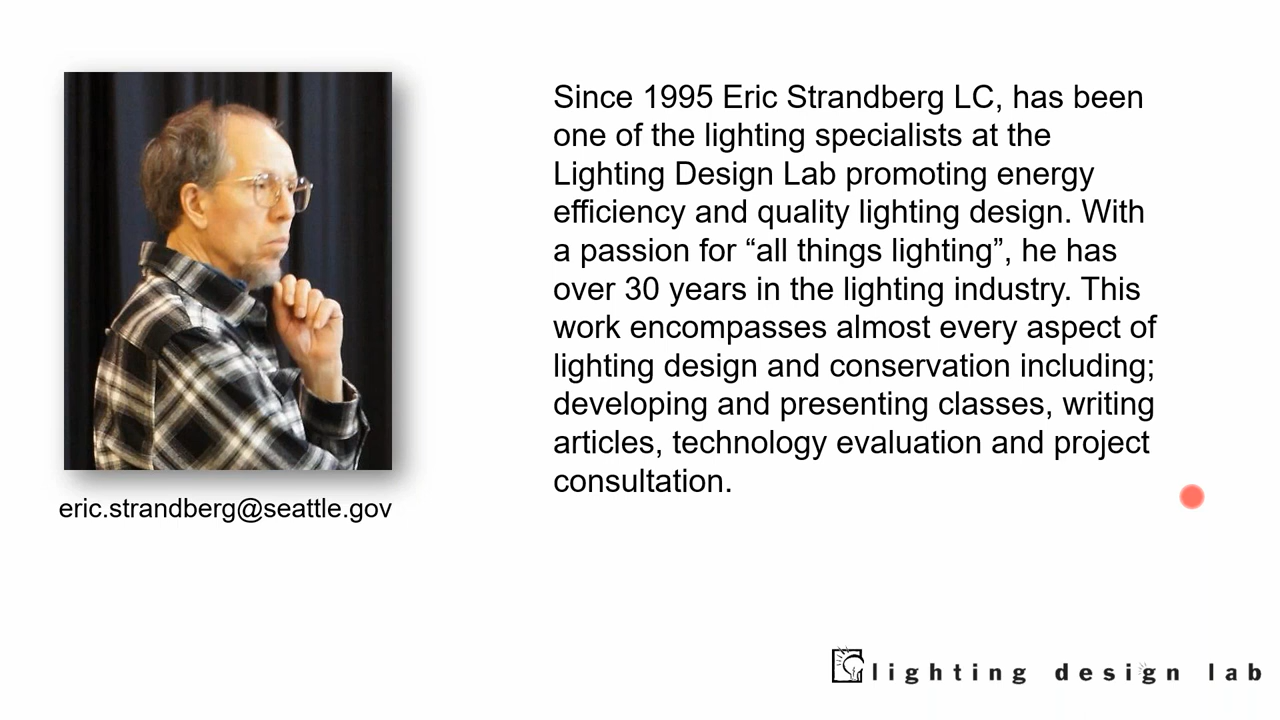 Since 1995 Eric Strandberg LC, has been
one of the lighting specialists at the
Lighting Design Lab promoting energy
efficiency and quality lighting design. With
a passion for “all things lighting”, he has
over 30 years in the lighting industry. This
work encompasses almost every aspect of
lighting design and conservation including;
developing and presenting classes, writing
articles, technology evaluation and project
consultation.
eric.strandberg@seattle.gov
lighting design lab